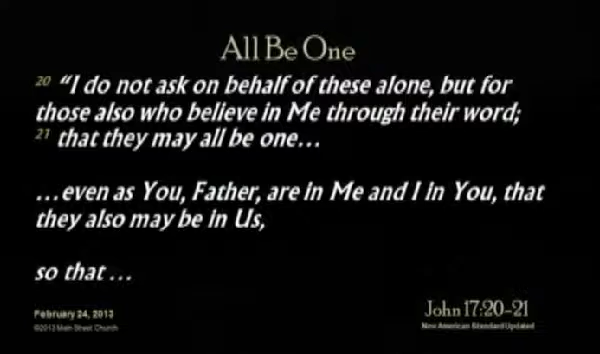 All Be One
20 “I do not ask on behalf of these alone, but for
those also who believe in Me through their word;
21 that they may all be one…
…even as You, Father, are in Me and I in You, that
they also may be in Us,
so that …
February 24, 2013
©2013 Main Street Church
John 17:20-21
New American Standard Updated